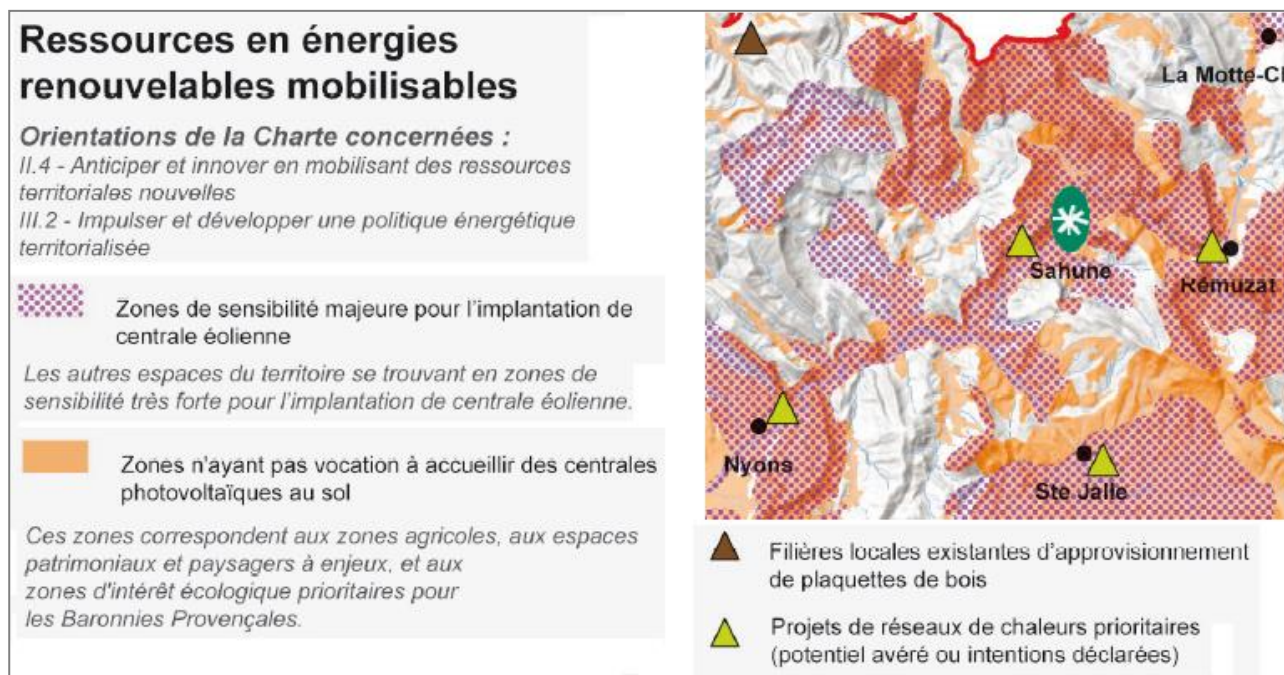 Ressources en énergies
renouvelables mobilisables
Orientations de la Charte concernées :
II.4 - Anticiper et innover en mobilisant des ressources
territoriales nouvelles
III.2 - Impulser et développer une politique énergétique
territorialisée
Zones de sensibilité majeure pour l'implantation de
centrale éolienne
Les autres espaces du territoire se trouvant en zones de
sensibilité très forte pour l'implantation de centrale éolienne.
Zones n'ayant pas vocation à accueillir des centrales
photovoltaïques au sol
Ces zones correspondent aux zones agricoles, aux espaces
patrimoniaux et paysagers à enjeux, et aux
zones d'intérêt écologique prioritaires pour
les Baronnies Provençales.
La Motte-Ch
Sahune
Rémuzat
Nyons
Ste Jalle
Filières locales existantes d'approvisionnement
de plaquettes de bois
Projets de réseaux de chaleurs prioritaires
(potentiel avéré ou intentions déclarées)